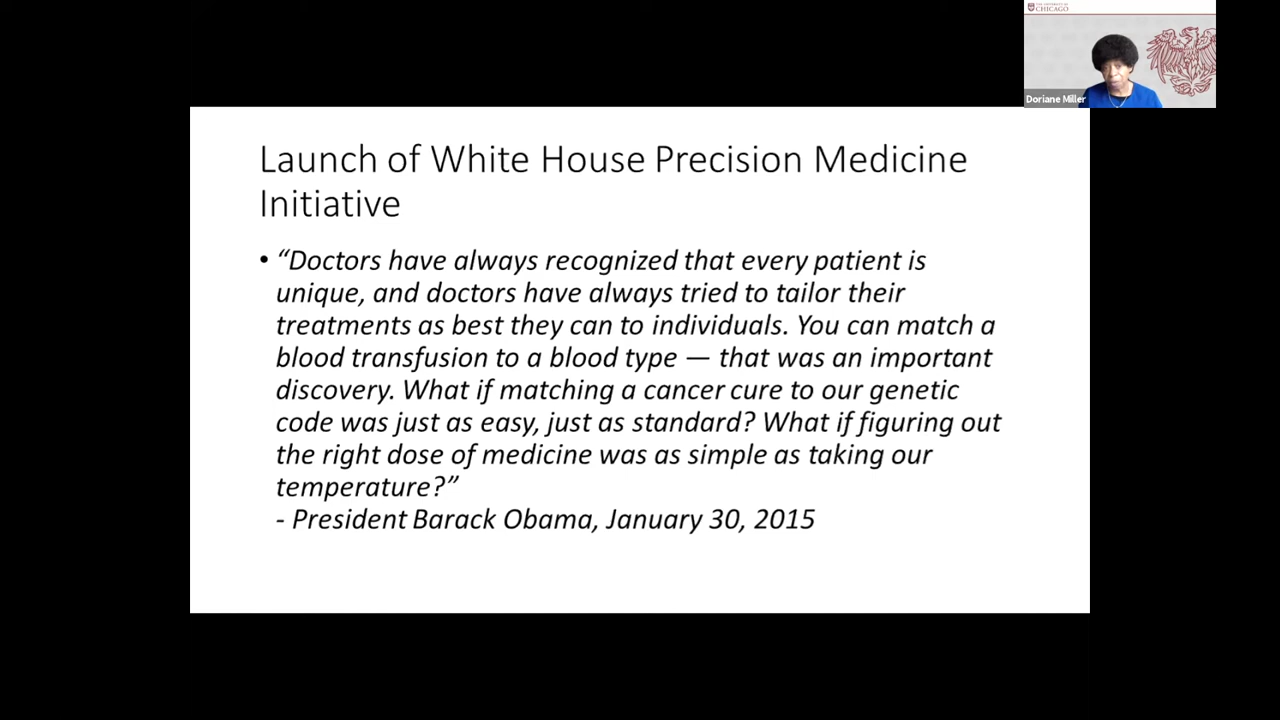 THE UNIVERSITY OF
CHICAGO
Doriane Miller
Launch of White House Precision Medicine
Initiative
• “Doctors have always recognized that every patient is
unique, and doctors have always tried to tailor their
treatments as best they can to individuals. You can match a
blood transfusion to a blood type — that was an important
discovery. What if matching a cancer cure to our genetic
code was just as easy, just as standard? What if figuring out
the right dose of medicine was as simple as taking our
temperature?”
- President Barack Obama, January 30, 2015